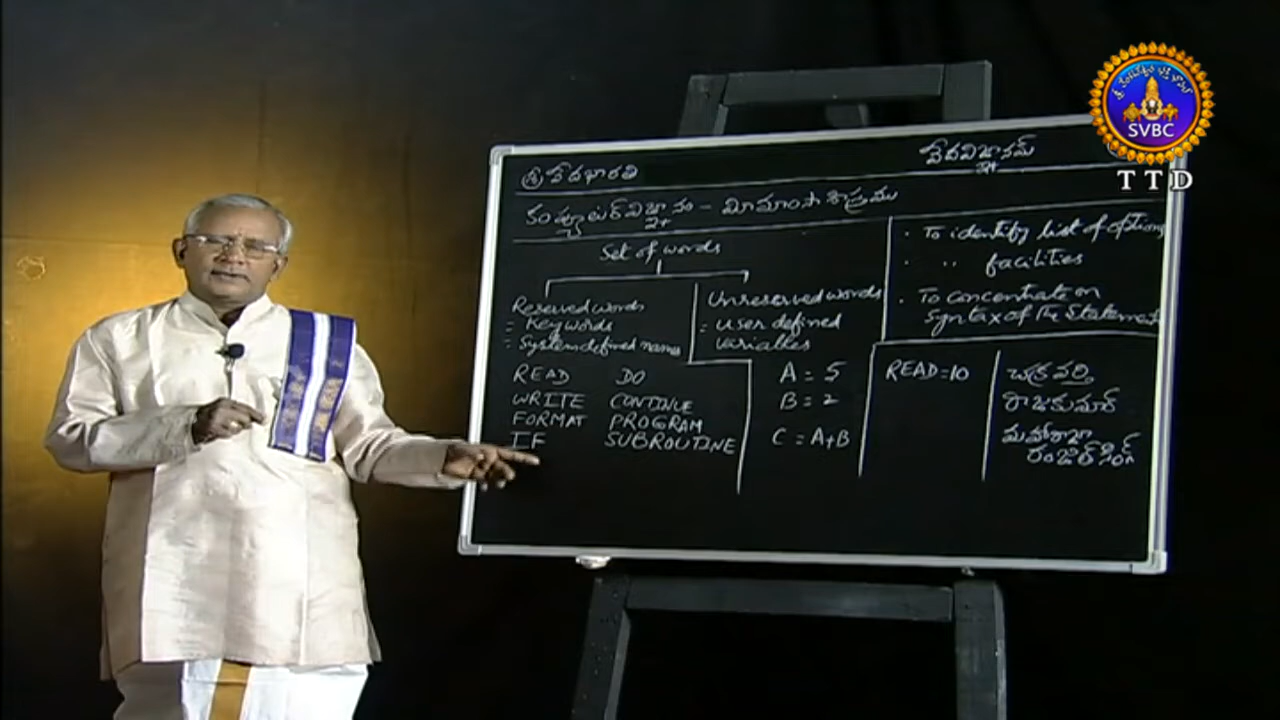 శ్రీ వేదభారతి
వేదవిజ్ఞానమ్
కంప్యూటర్ విజ్ఞానం - మీమాంసా శాస్త్రము
Set of words
Reserved words
= Key words
= System defined names
READ DO
WRITE CONTINUE
FORMAT PROGRAM
IF SUBROUTINE
Unreserved words
= user defined
variables
A = 5
B = 2
C = A+B
· To identify list of options
· " facilities
· To concentrate on
Syntax of the Statement
READ=10
చక్రవర్తి
రాజకుమార్
మహారాజా
రంజిత్ సింగ్
SVBC
TTD